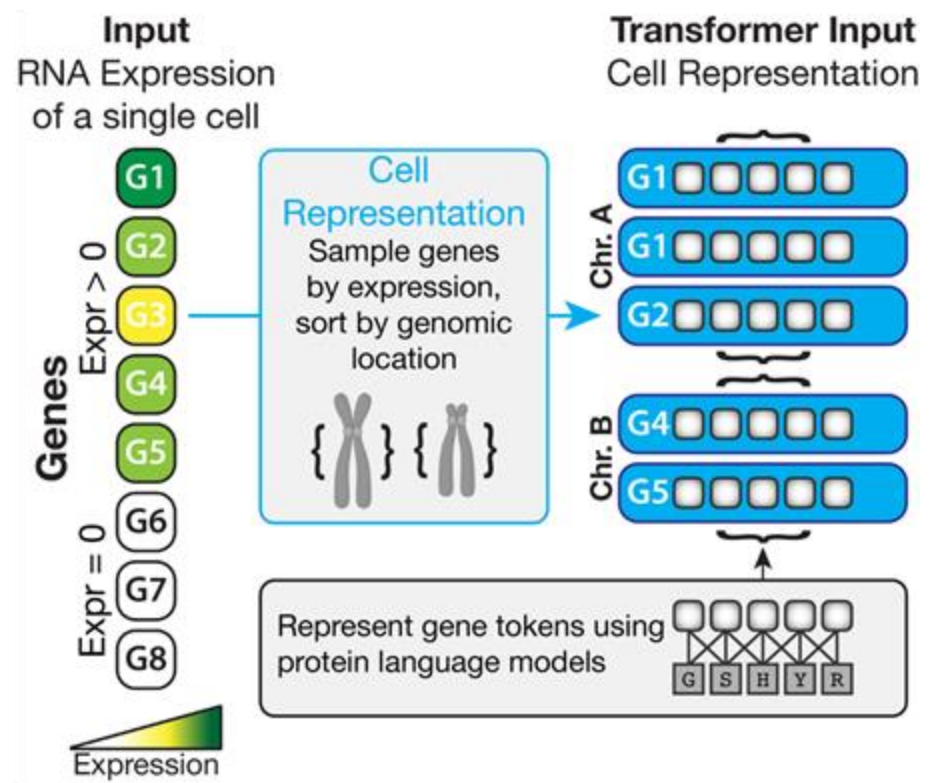 Input
RNA Expression
of a single cell
Genes
Expr > 0
G1
G2
G3
G4
G5
Expr = 0
G6
G7
G8
Expression
Cell
Representation
Sample genes
by expression,
sort by genomic
location
{ } { }
Transformer Input
Cell Representation
Chr. A
G1
G1
G2
Chr. B
G4
G5
Represent gene tokens using
protein language models
G S H Y R